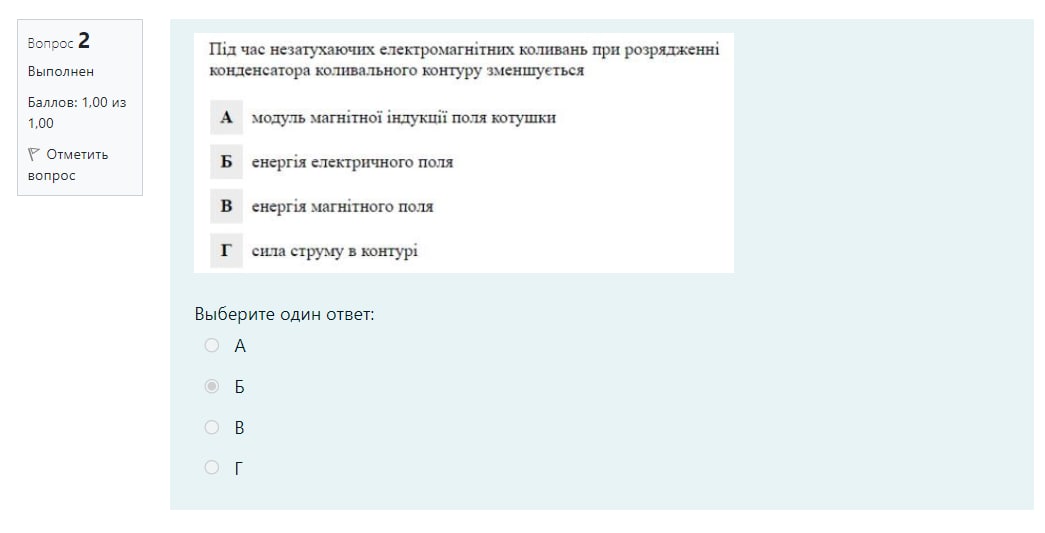 Вопрос 2
Выполнен
Баллов: 1,00 из
1,00
Отметить
вопрос
Під час незатухаючих електромагнітних коливань при розрядженні
конденсатора коливального контуру зменшується
А модуль магнітної індукції поля котушки
Б енергія електричного поля
В енергія магнітного поля
Г сила струму в контурі
Выберите один ответ:
А
Б
В
Г